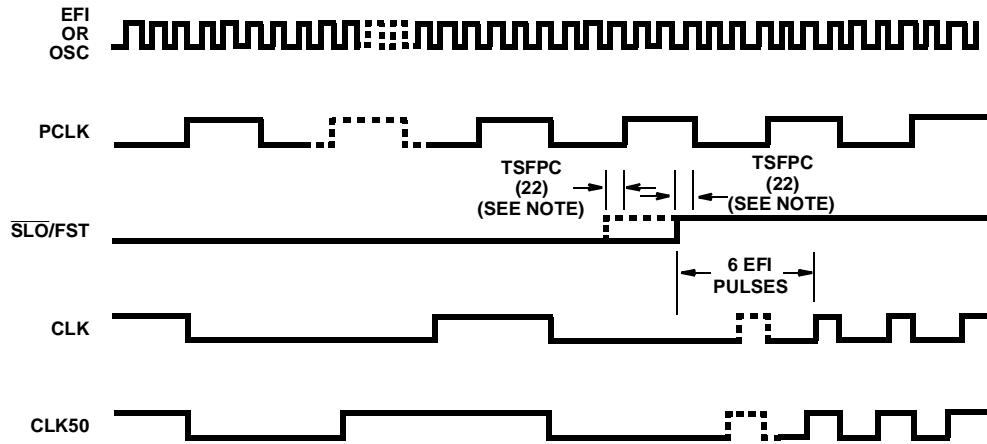 EFI
OR
OSC
PCLK
TSFPC
(22)
(SEE NOTE)
TSFPC
(22)
(SEE NOTE)
SLO/FST
6 EFI
PULSES
CLK
CLK50